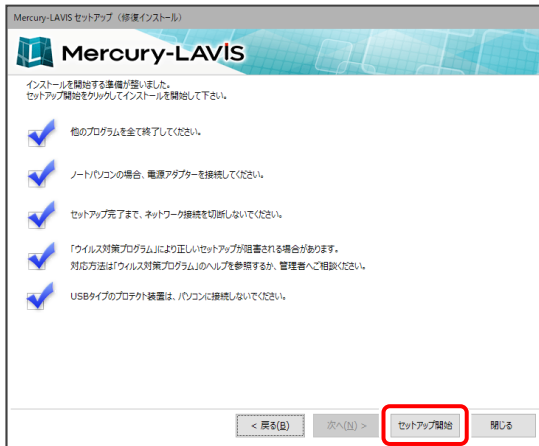 Mercury-LAVIS セットアップ（修復インストール）
Mercury-LAVIS
インストールを開始する準備が整いました。
セットアップ開始をクリックしてインストールを開始して下さい。
他のプログラムを全て終了してください。
ノートパソコンの場合、電源アダプターを接続してください。
セットアップ完了まで、ネットワーク接続を切断しないでください。
「ウイルス対策プログラム」により正しいセットアップが阻害される場合があります。
対応方法は「ウィルス対策プログラム」のヘルプを参照するか、管理者へご相談ください。
USBタイプのプロテクト装置は、パソコンに接続しないでください。
< 戻る(B) 次へ(N) > セットアップ開始 閉じる